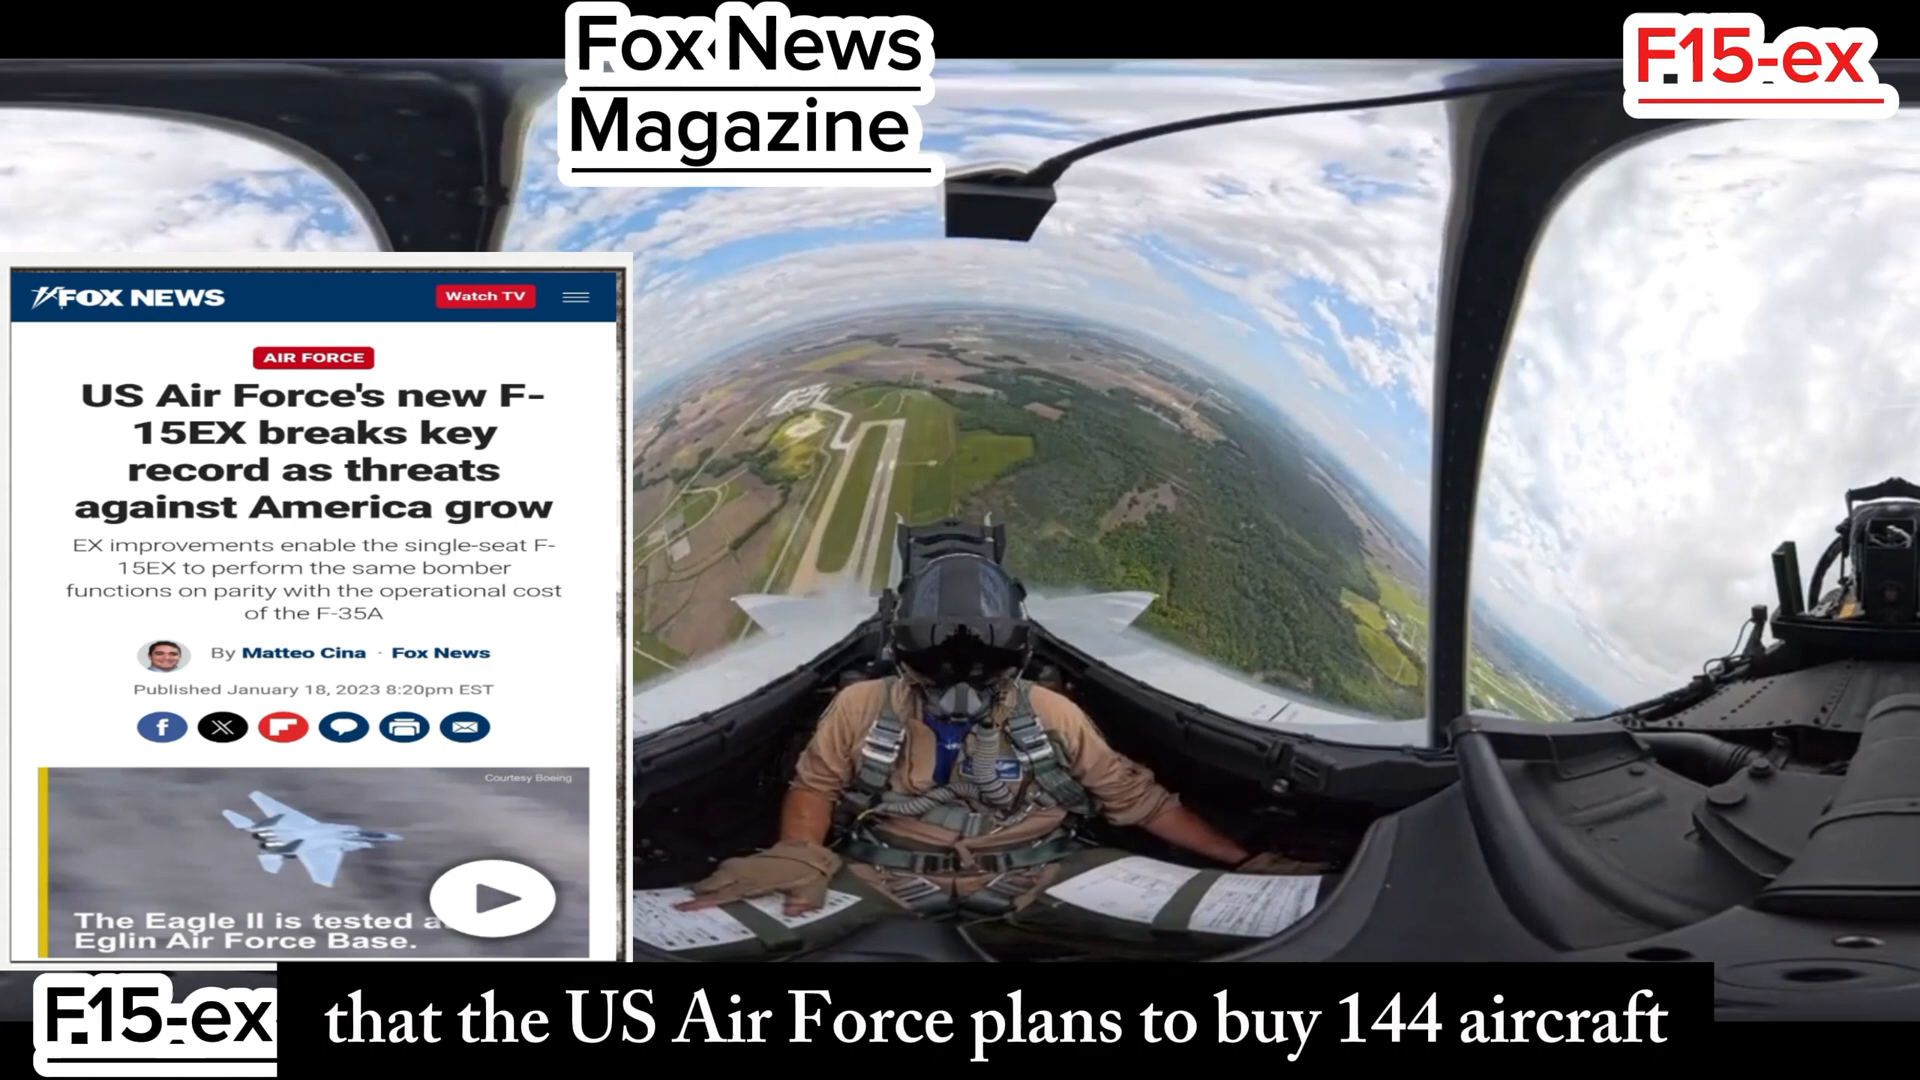 Fox News
Magazine
F.15-ex
FOX NEWS
Watch TV
AIR FORCE
US Air Force's new F-
15EX breaks key
record as threats
against America grow
EX improvements enable the single-seat F-
15EX to perform the same bomber
functions on parity with the operational cost
of the F-35A
By Matteo Cina · Fox News
Published January 18, 2023 8:20pm EST
Courtesy Boeing
The Eagle II is tested a
Eglin Air Force Base.
F.15-ex
that the US Air Force plans to buy 144 aircraft